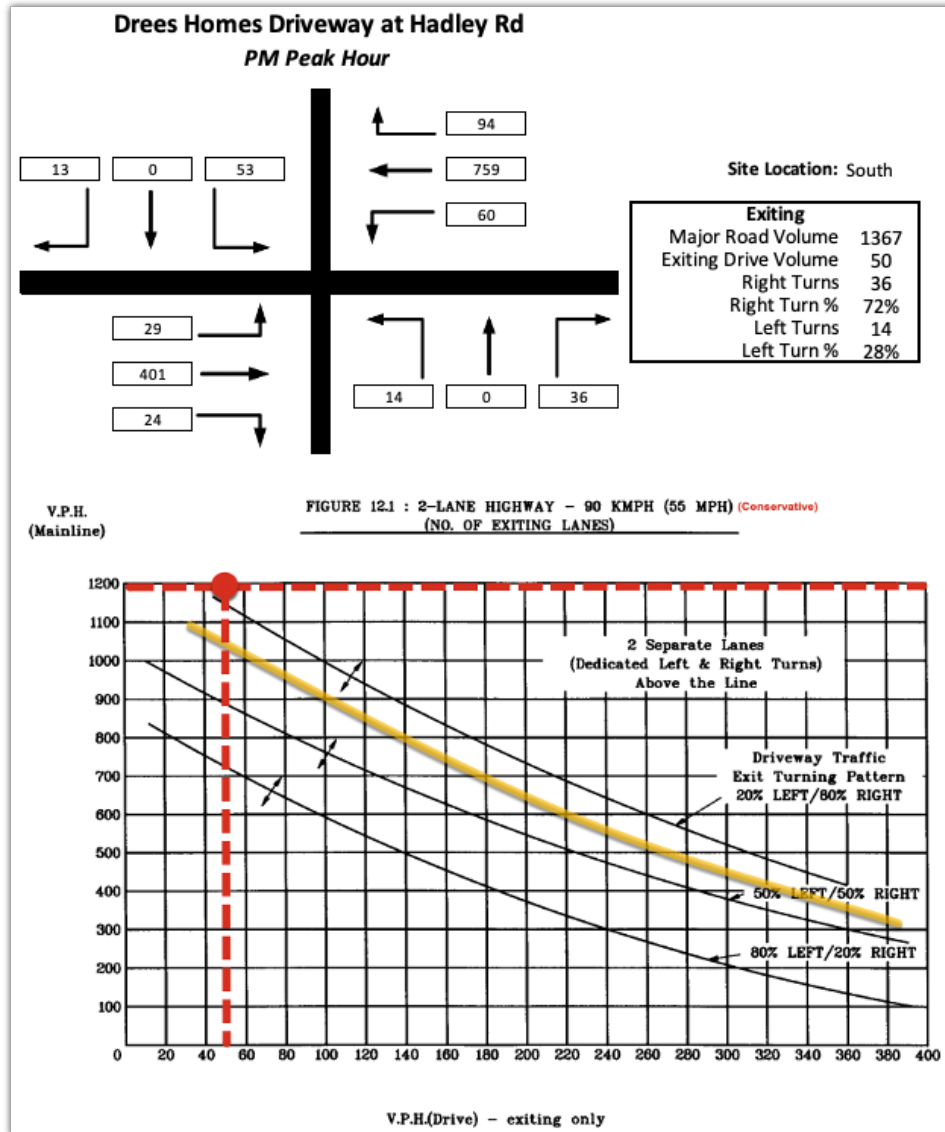 Drees Homes Driveway at Hadley Rd
PM Peak Hour
94
13 0 53
759
Site Location: South
60
Exiting
Major Road Volume 1367
Exiting Drive Volume 50
Right Turns 36
Right Turn % 72%
Left Turns 14
Left Turn % 28%
29
401
14 0 36
24
V.P.H.
(Mainline)
FIGURE 12.1 : 2-LANE HIGHWAY - 90 KMPH (55 MPH) (Conservative)
(NO. OF EXITING LANES)
1200
1100
1000
900
800
700
600
500
400
300
200
100
2 Separate Lanes
(Dedicated Left & Right Turns)
Above the Line
Driveway Traffic
Exit Turning Pattern
20% LEFT/80% RIGHT
50% LEFT/50% RIGHT
80% LEFT/20% RIGHT
0 20 40 60 80 100 120 140 160 180 200 220 240 260 280 300 320 340 360 380 400
V.P.H.(Drive) - exiting only